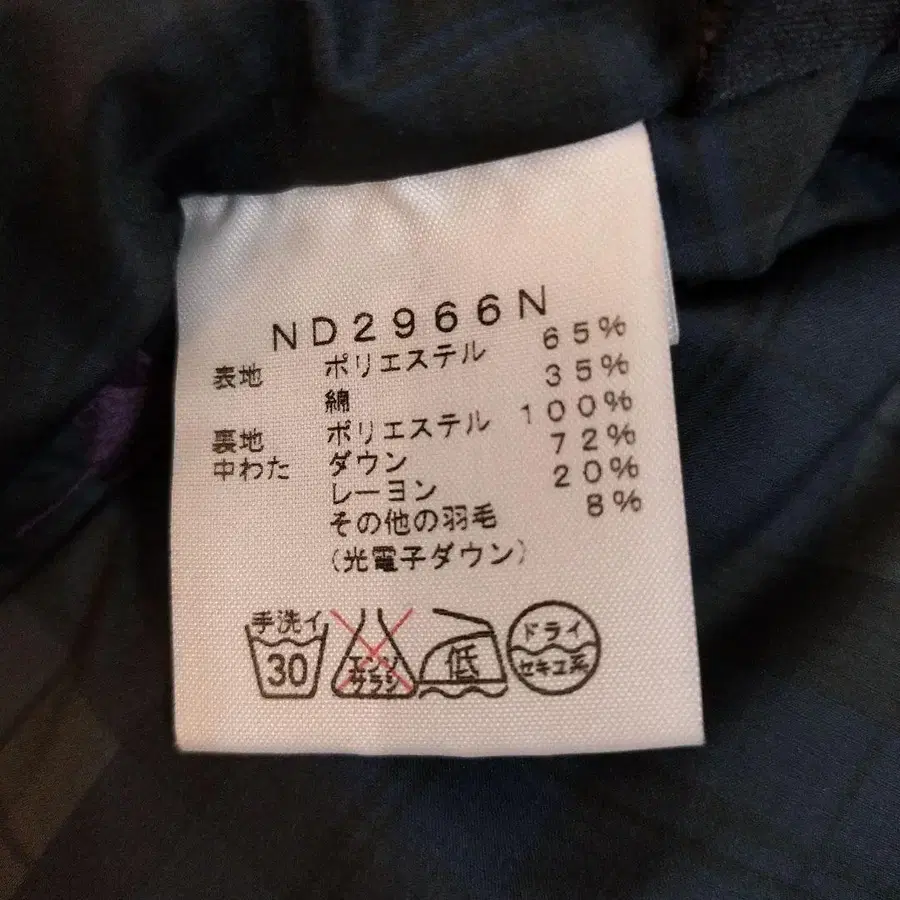 ND2966N
表地 ポリエステル 65%
綿 35%
裏地 ポリエステル 100%
中わた ダウン 72%
レーヨン 20%
その他の羽毛 8%
(光電子ダウン)
手洗イ
30
エンソ
サラシ
低
ドライ
セキユ系